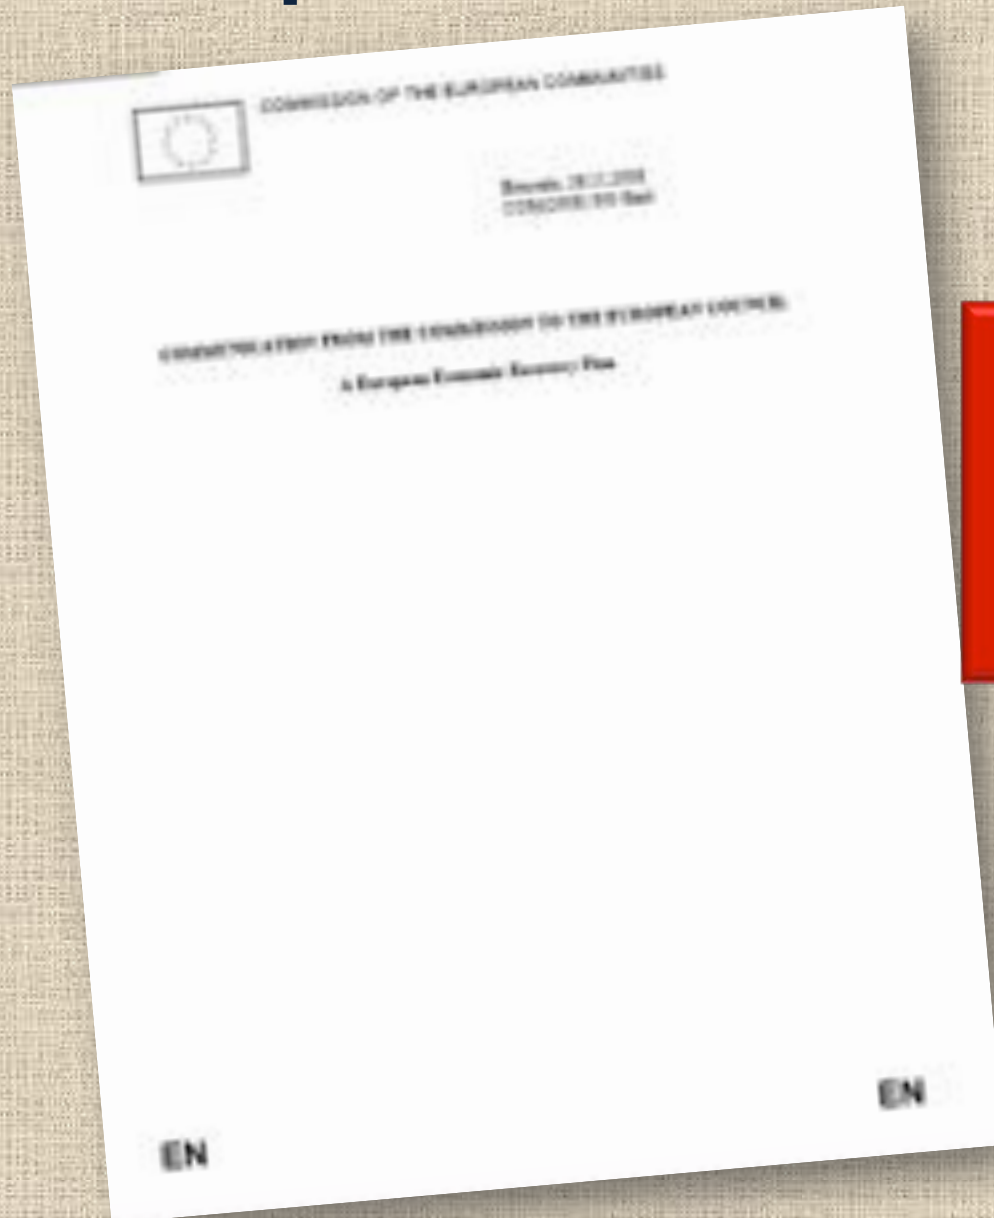 COMMISSION OF THE EUROPEAN COMMUNITIES
Brussels,
COMMUNICATION FROM THE COMMISSION TO THE EUROPEAN COUNCIL
A European Economic Recovery Plan
EN
EN